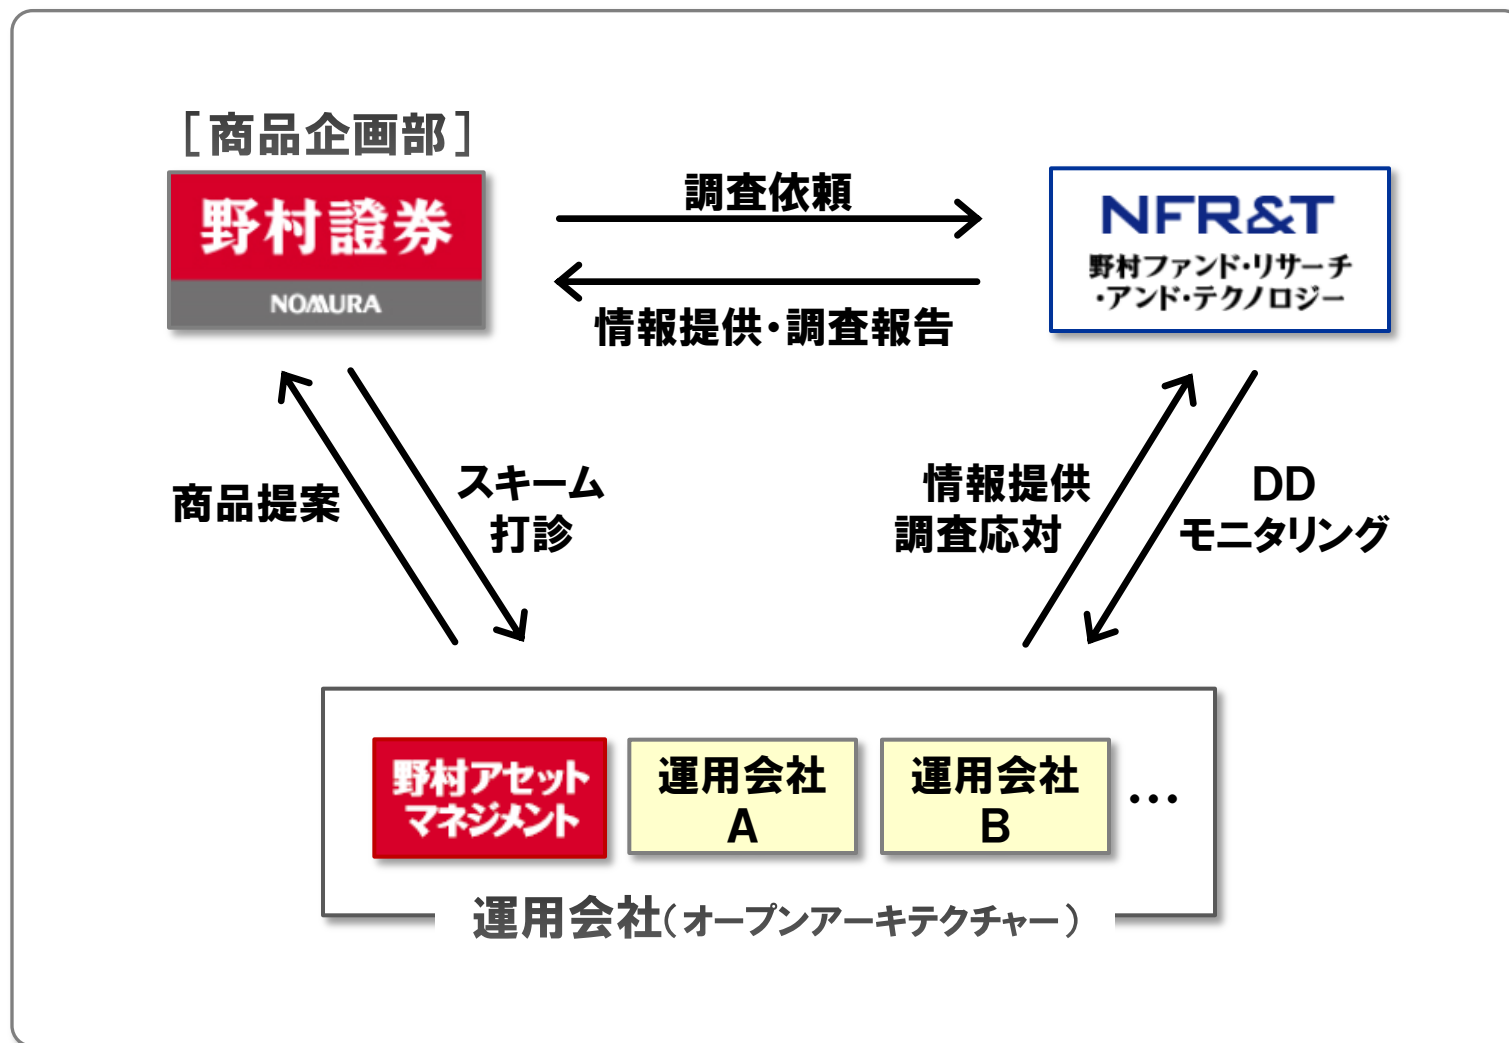 ［商品企画部］
野村證券
NOMURA
調査依頼
情報提供・調査報告
NFR&T
野村ファンド・リサーチ
・アンド・テクノロジー
商品提案
スキーム
打診
情報提供
調査応対
DD
モニタリング
野村アセット
マネジメント
運用会社
A
運用会社
B
…
運用会社（オープンアーキテクチャー）